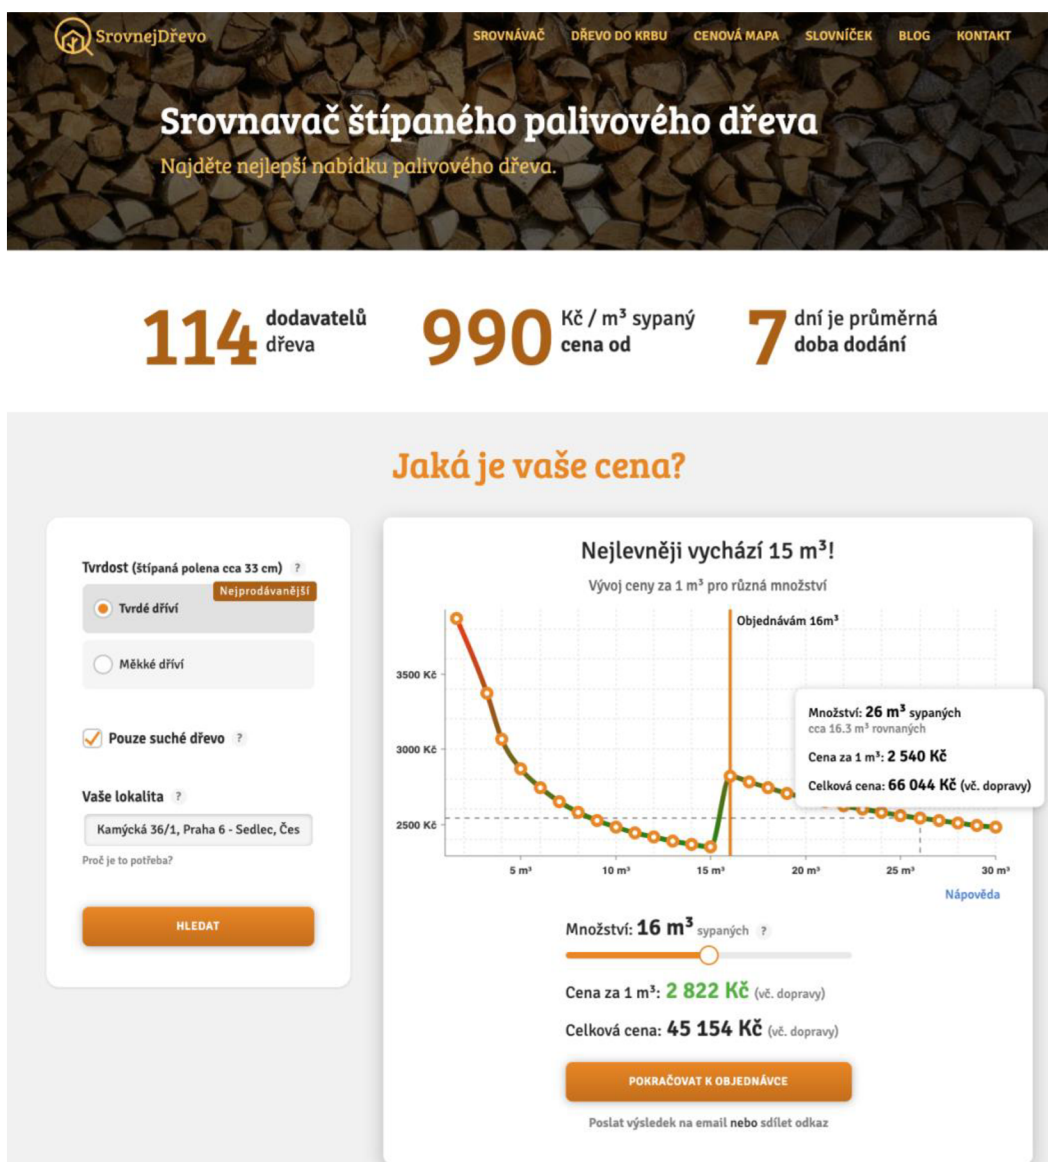 SrovnejDřevo
SROVNÁVAČ DŘEVO DO KRBU CENOVÁ MAPA SLOVNÍČEK BLOG KONTAKT
Srovnavač štípaného palivového dřeva
Najděte nejlepší nabídku palivového dřeva.
114 dodavatelů
dřeva
990 Kč / m³ sypaný
cena od
7 dní je průměrná
doba dodání
Jaká je vaše cena?
Tvrdost (štípaná polena cca 33 cm) ?
Nejprodávanější
Tvrdé dříví
Měkké dříví
Pouze suché dřevo ?
Vaše lokalita ?
Kamýcká 36/1, Praha 6 - Sedlec, Čes
Proč je to potřeba?
HLEDAT
Nejlevněji vychází 15 m³!
Vývoj ceny za 1 m³ pro různá množství
Objednávám 16m³
3500 Kč
3000 Kč
2500 Kč
Množství: 26 m³ sypaných
cca 16.3 m³ rovnaných
Cena za 1 m³: 2 540 Kč
Celková cena: 66 044 Kč (vč. dopravy)
5 m³ 10 m³ 15 m³ 20 m³ 25 m³ 30 m³
Nápověda
Množství: 16 m³ sypaných ?
Cena za 1 m³: 2 822 Kč (vč. dopravy)
Celková cena: 45 154 Kč (vč. dopravy)
POKRAČOVAT K OBJEDNÁVCE
Poslat výsledek na email nebo sdílet odkaz